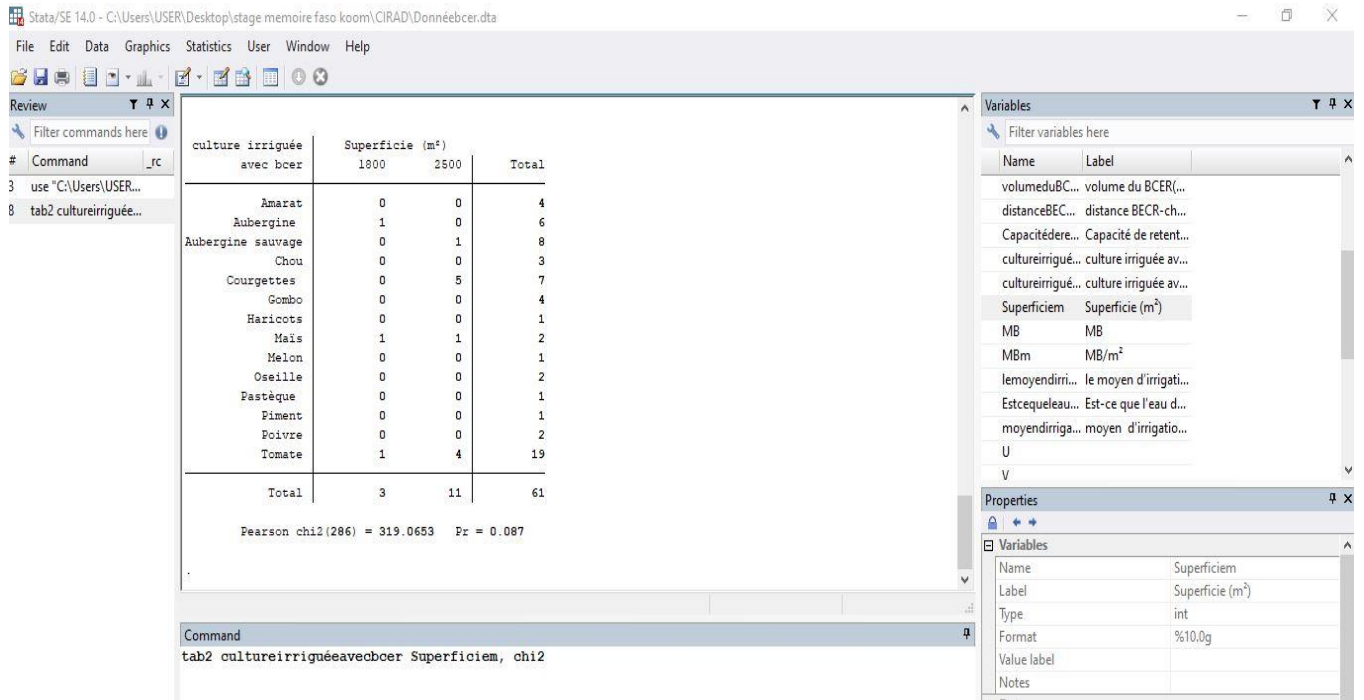 Stata/SE 14.0 - C:\Users\USER\Desktop\stage memoire faso koom\CIRAD\Donnéebcer.dta
File Edit Data Graphics Statistics User Window Help
Review
Filter commands here
# Command _rc
3 use "C:\Users\USER...
8 tab2 cultureirriguée...
culture irriguée Superficie (m²)
avec bcer 1800 2500 Total
Amarat 0 0 4
Aubergine 1 0 6
Aubergine sauvage 0 1 8
Chou 0 0 3
Courgettes 0 5 7
Gombo 0 0 4
Haricots 0 0 1
Maïs 1 1 2
Melon 0 0 1
Oseille 0 0 2
Pastèque 0 0 1
Piment 0 0 1
Poivre 0 0 2
Tomate 1 4 19
Total 3 11 61
Pearson chi2(286) = 319.0653 Pr = 0.087
.
Command
tab2 cultureirriguéeavecbcer Superficiem, chi2
Variables
Filter variables here
Name Label
volumeduBC... volume du BCER(...
distanceBEC... distance BECR-ch...
Capacitédere... Capacité de retent...
cultureirrigué... culture irriguée av...
cultureirrigué... culture irriguée av...
Superficiem Superficie (m²)
MB MB
MBm MB/m²
lemoyendirri... le moyen d'irrigati...
Estcequeleau... Est-ce que l'eau d...
moyendirriga... moyen d'irrigatio...
U
V
Properties
Variables
Name Superficiem
Label Superficie (m²)
Type int
Format %10.0g
Value label
Notes